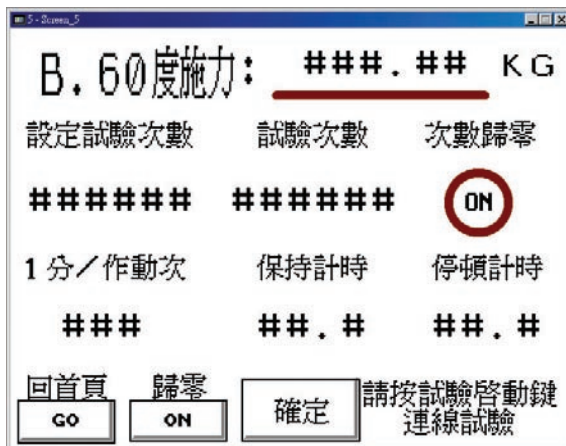 5 - Screen_5
B.60度施力: ###.## KG
設定試驗次數 試驗次數 次數歸零
###### ###### ON
1分/作動次 保持計時 停頓計時
### ##.# ##.#
回首頁 歸零 確定 請按試驗啓動鍵
GO ON 連線試驗